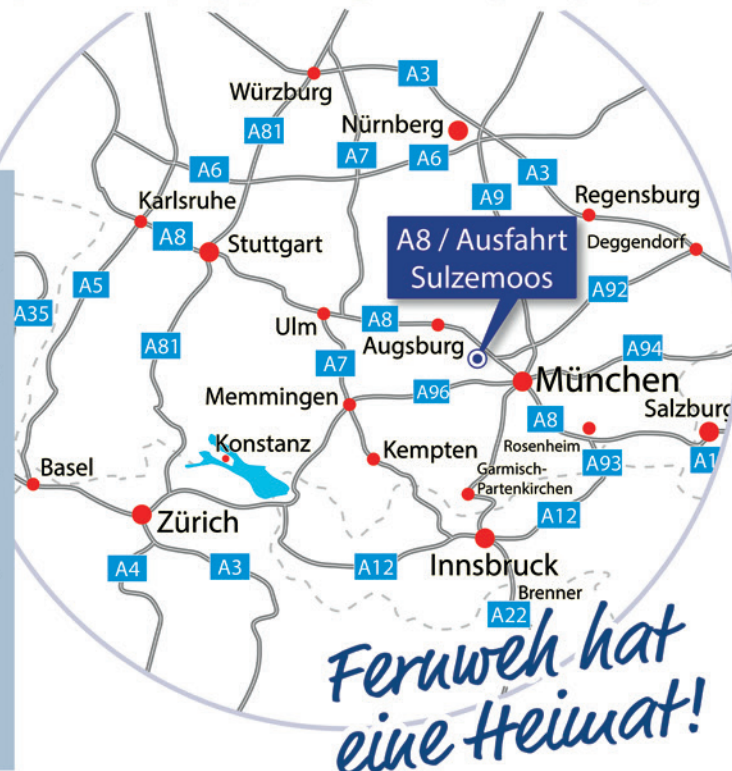 A3
Würzburg
A81
Nürnberg
A7
A6
A6
A3
Karlsruhe
A9
Regensburg
A8
Stuttgart
A8 / Ausfahrt
Sulzemoos
Deggendorf
A5
A92
A35
Ulm
A8
A81
Augsburg
A94
A7
München
Memmingen
A96
A8
Salzburg
Konstanz
Kempten
Rosenheim
A93
A1
Basel
Garmisch-
Partenkirchen
Zürich
A12
Innsbruck
A4
A3
A12
Brenner
A22
Fernweh hat
eine Heimat!